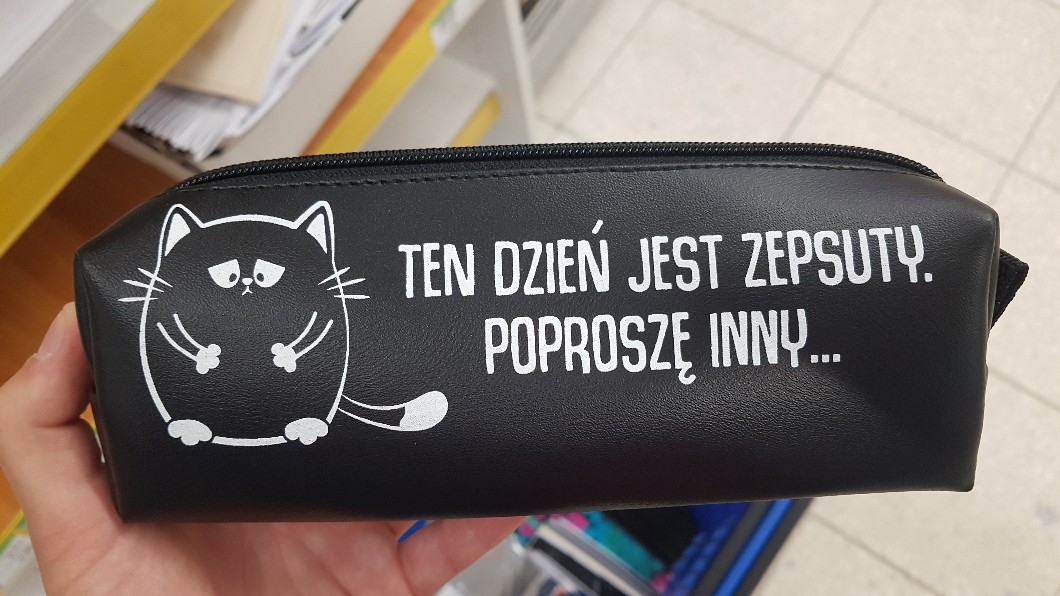 TEN DZIEŃ JEST ZEPSUTY.
POPROSZĘ INNY...